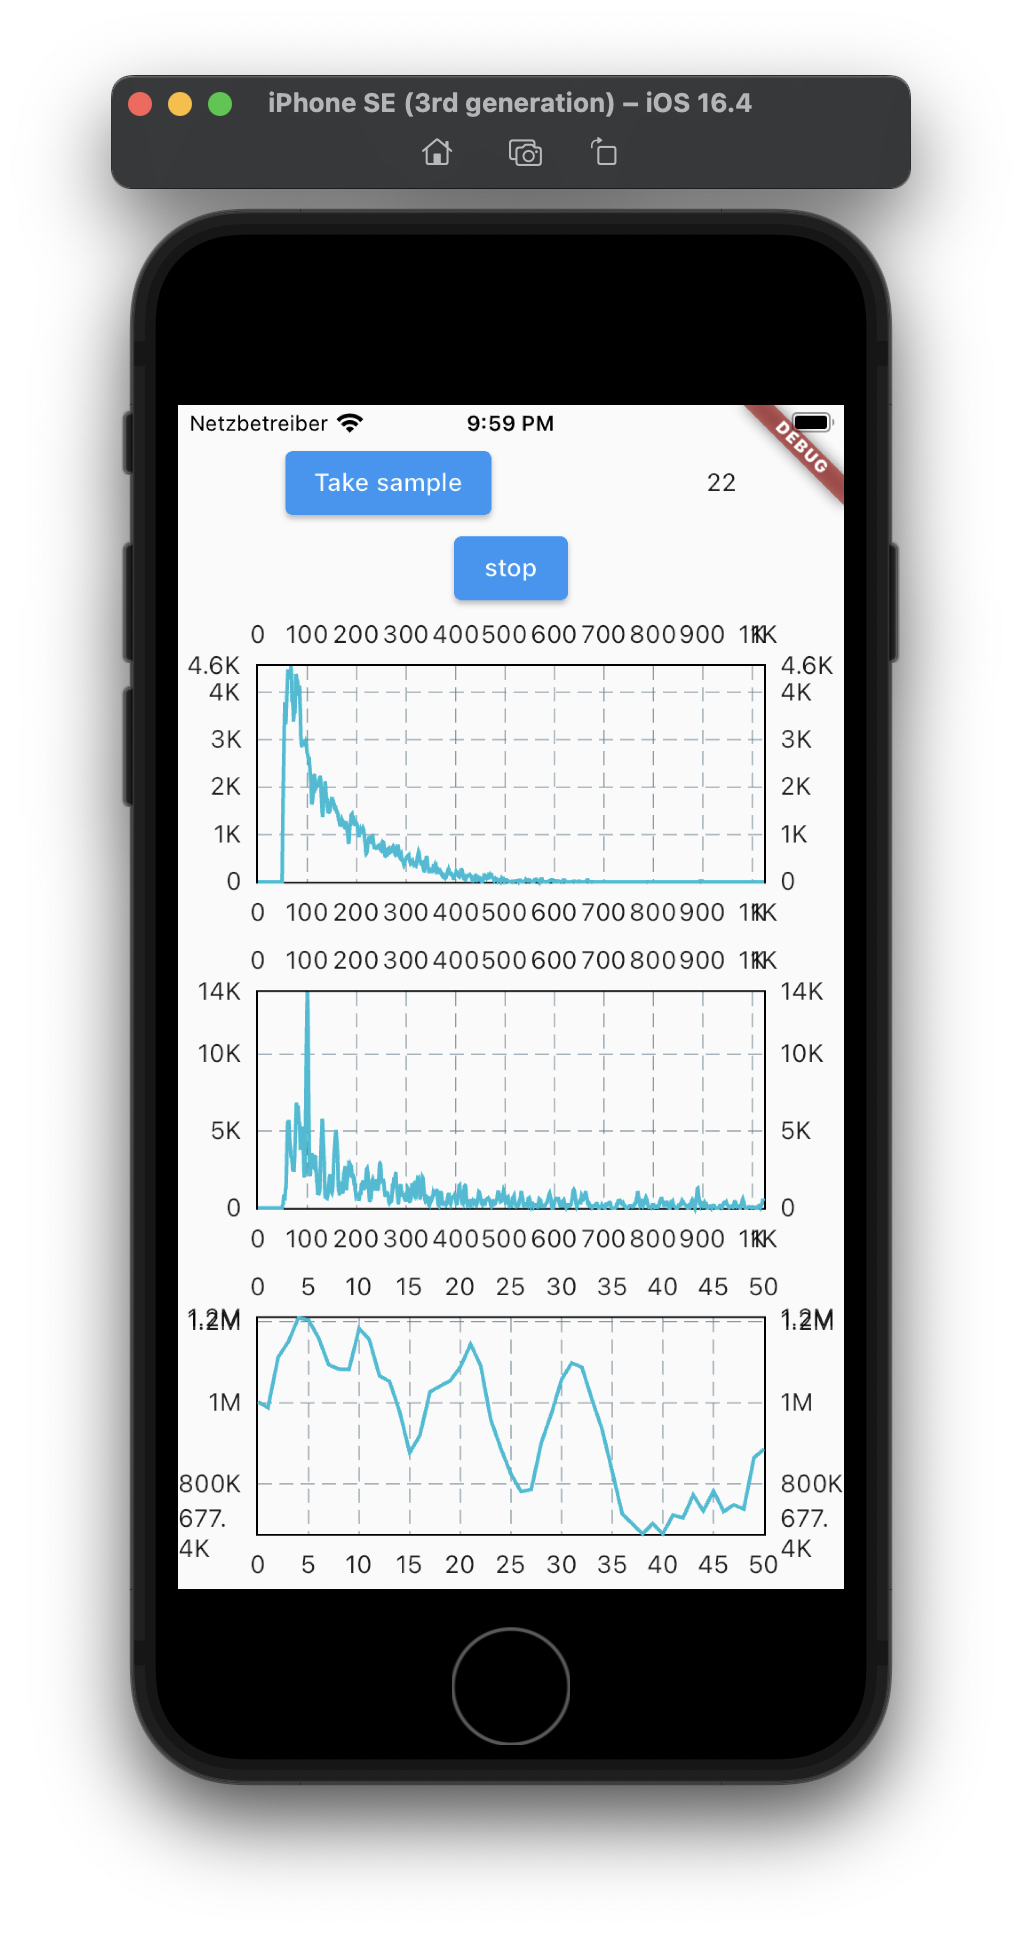 iPhone SE (3rd generation) – iOS 16.4
Netzbetreiber 9:59 PM
DEBUG
Take sample 22
stop
0 100 200 300 400 500 600 700 800 900 1K 1K
4.6K 4.6K
4K 4K
3K 3K
2K 2K
1K 1K
0 0
0 100 200 300 400 500 600 700 800 900 1K 1K
0 100 200 300 400 500 600 700 800 900 1K 1K
14K 14K
10K 10K
5K 5K
0 0
0 100 200 300 400 500 600 700 800 900 1K 1K
0 5 10 15 20 25 30 35 40 45 50
1.2M 1.2M
1M 1M
800K 800K
677. 677.
4K 4K
0 5 10 15 20 25 30 35 40 45 50